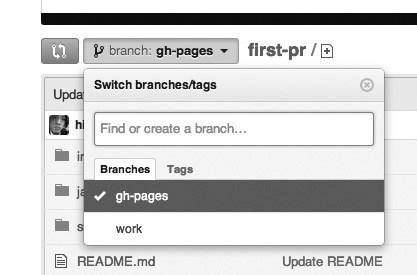 branch: gh-pages
first-pr /
Switch branches/tags
Find or create a branch…
Branches
Tags
gh-pages
work
README.md
Update README